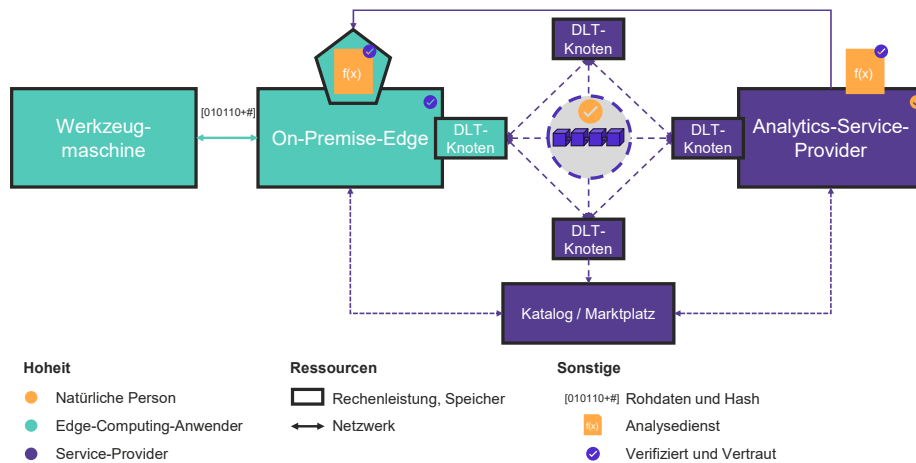 DLT-
Knoten
f(x)
f(x)
[010110+#]
Werkzeug-
maschine
On-Premise-Edge
DLT-
Knoten
DLT-
Knoten
Analytics-Service-
Provider
DLT-
Knoten
Katalog / Marktplatz
Hoheit
Natürliche Person
Edge-Computing-Anwender
Service-Provider
Ressourcen
Rechenleistung, Speicher
Netzwerk
Sonstige
[010110+#] Rohdaten und Hash
f(x) Analysedienst
Verifiziert und Vertraut